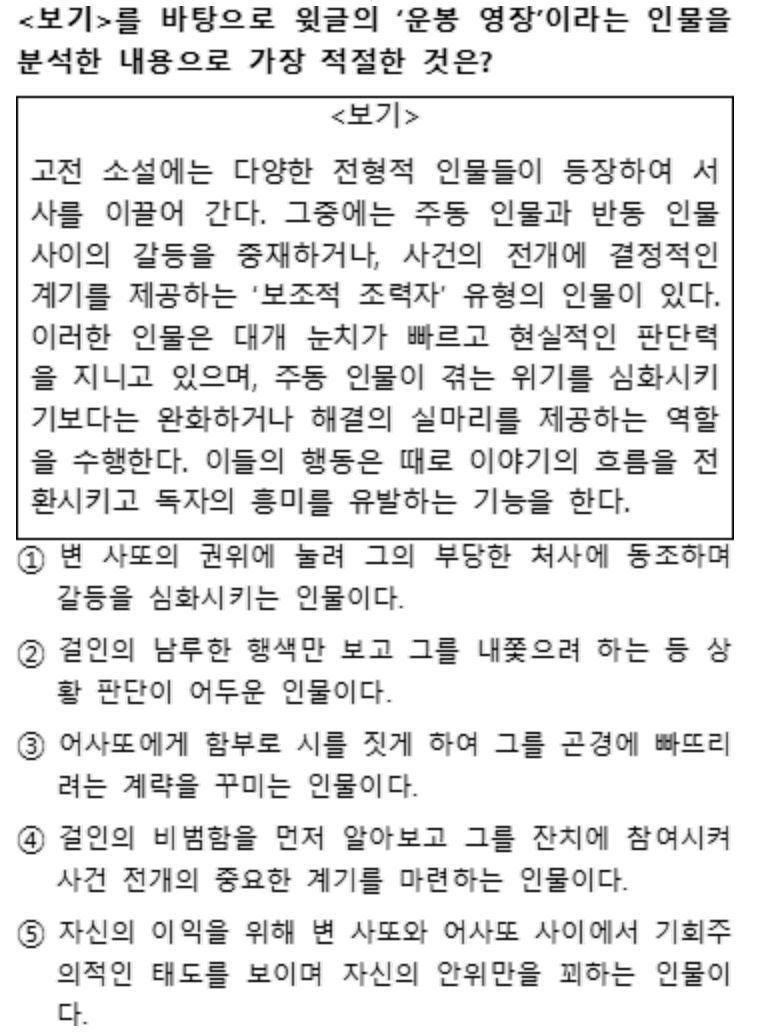 <보기>를 바탕으로 윗글의 ‘운봉 영장’이라는 인물을
분석한 내용으로 가장 적절한 것은?
<보기>
고전 소설에는 다양한 전형적 인물들이 등장하여 서
사를 이끌어 간다. 그중에는 주동 인물과 반동 인물
사이의 갈등을 중재하거나, 사건의 전개에 결정적인
계기를 제공하는 ‘보조적 조력자’ 유형의 인물이 있다.
이러한 인물은 대개 눈치가 빠르고 현실적인 판단력
을 지니고 있으며, 주동 인물이 겪는 위기를 심화시키
기보다는 완화하거나 해결의 실마리를 제공하는 역할
을 수행한다. 이들의 행동은 때로 이야기의 흐름을 전
환시키고 독자의 흥미를 유발하는 기능을 한다.
① 변 사또의 권위에 눌려 그의 부당한 처사에 동조하며
갈등을 심화시키는 인물이다.
② 걸인의 남루한 행색만 보고 그를 내쫓으려 하는 등 상
황 판단이 어두운 인물이다.
③ 어사또에게 함부로 시를 짓게 하여 그를 곤경에 빠뜨리
려는 계략을 꾸미는 인물이다.
④ 걸인의 비범함을 먼저 알아보고 그를 잔치에 참여시켜
사건 전개의 중요한 계기를 마련하는 인물이다.
⑤ 자신의 이익을 위해 변 사또와 어사또 사이에서 기회주
의적인 태도를 보이며 자신의 안위만을 꾀하는 인물이
다.